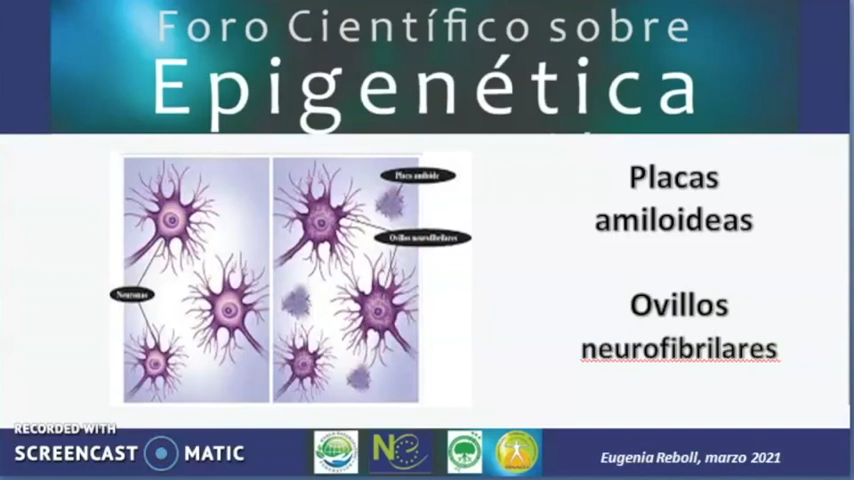 Foro Científico sobre
Epigenética
Placa amiloide
Ovillos neurofibrilares
Neuronas
Placas
amiloideas
Ovillos
neurofibrilares
RECORDED WITH
SCREENCAST MATIC
Ne
Eugenia Reboll, marzo 2021